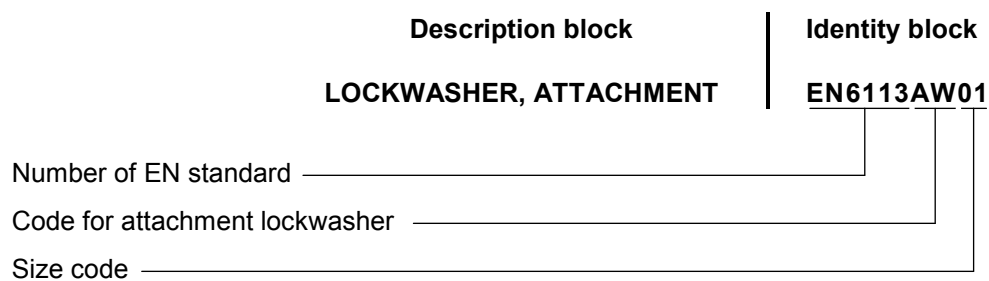 Description block Identity block
LOCKWASHER, ATTACHMENT EN6113AW01
Number of EN standard
Code for attachment lockwasher
Size code